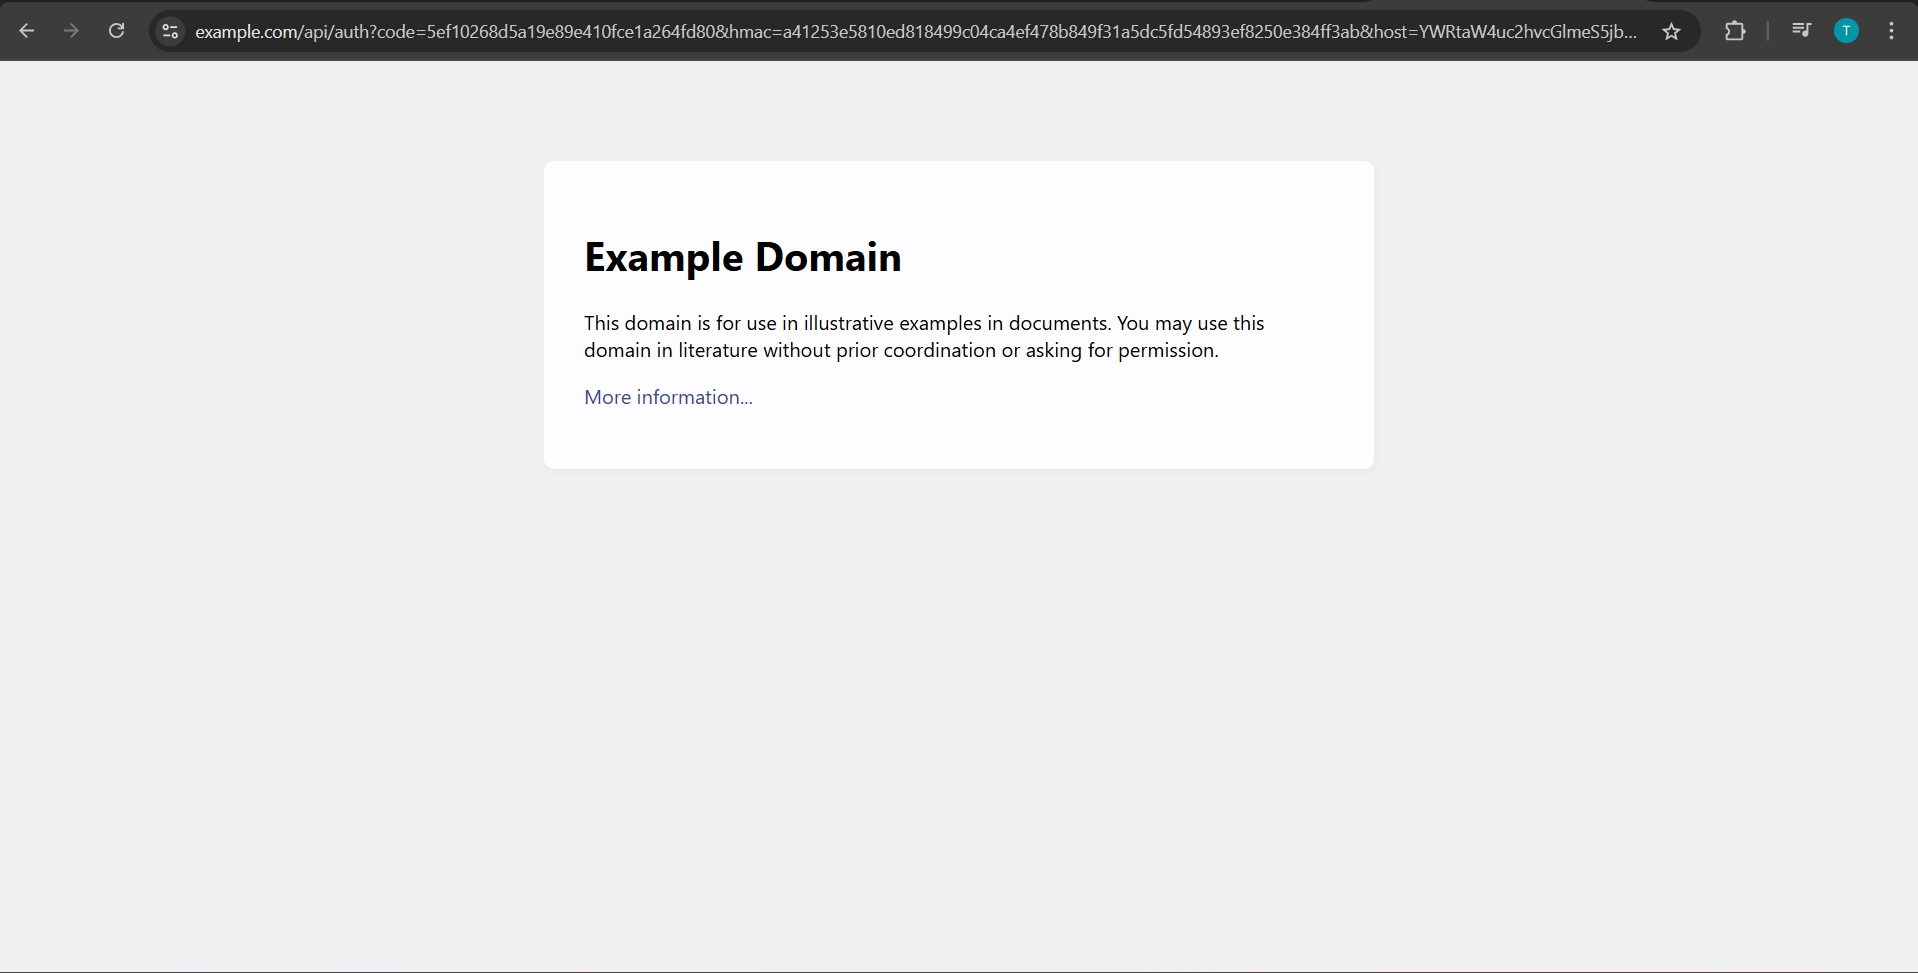 example.com/api/auth?code=5ef10268d5a19e89e410fce1a264fd80&hmac=a41253e5810ed818499c04ca4ef478b849f31a5dc5fd54893ef8250e384ff3ab&host=YWRtaW4uc2hvcGlmeS5jb...
T
Example Domain
This domain is for use in illustrative examples in documents. You may use this
domain in literature without prior coordination or asking for permission.
More information...